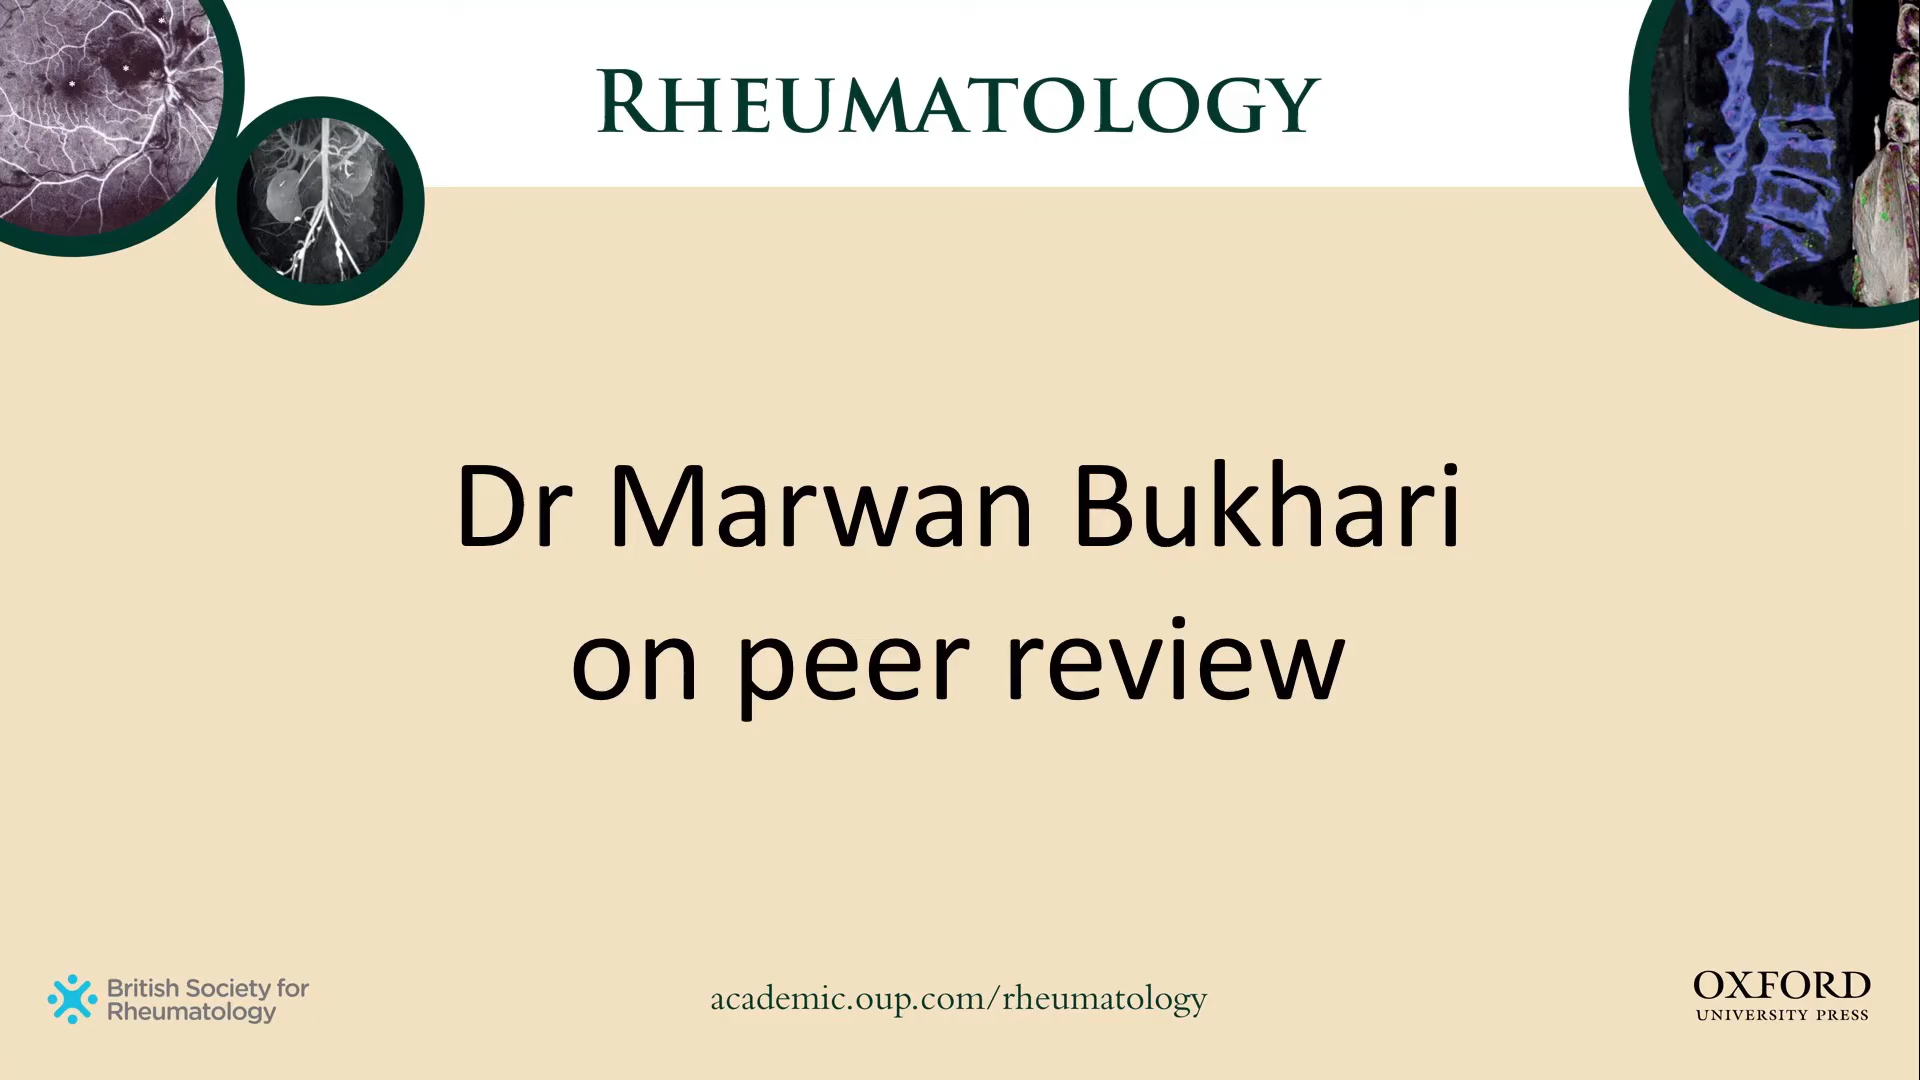 RHEUMATOLOGY
Dr Marwan Bukhari
on peer review
British Society for
Rheumatology
academic.oup.com/rheumatology
OXFORD
UNIVERSITY PRESS